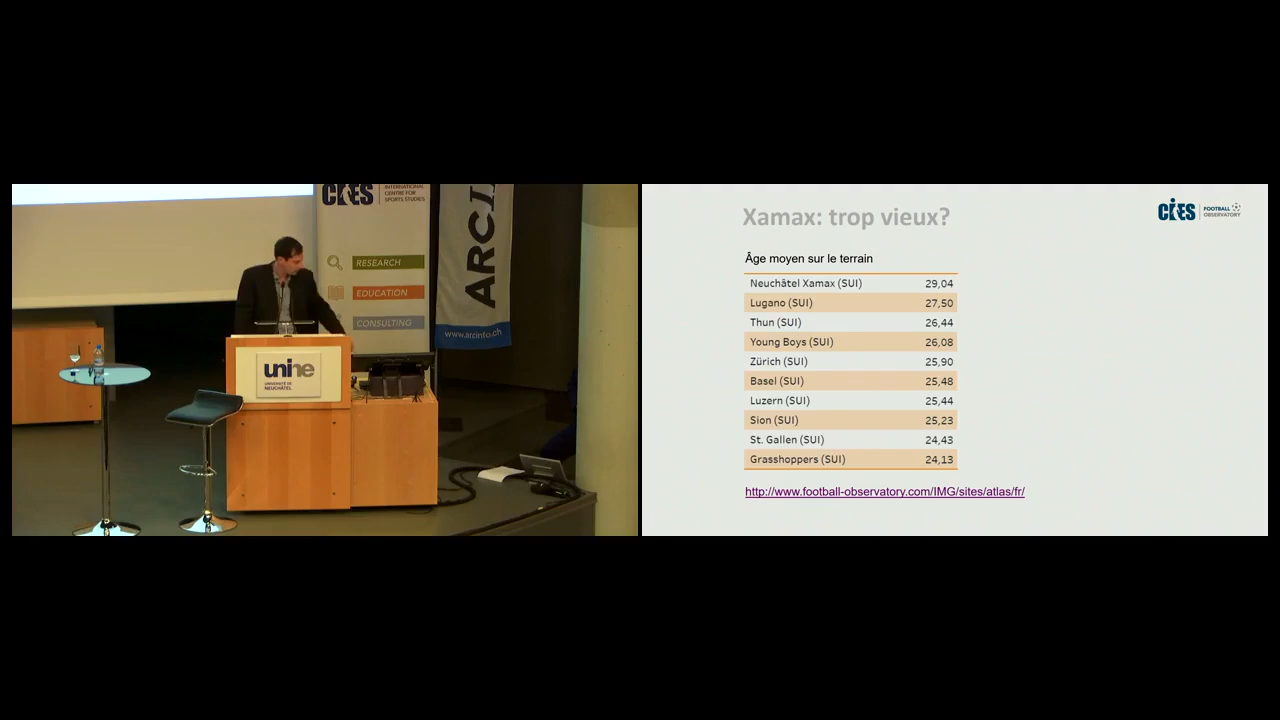 CIES
INTERNATIONAL
CENTRE FOR
SPORTS STUDIES
RESEARCH
EDUCATION
CONSULTING
ARCI
www.arcinfo.ch
unine
UNIVERSITÉ DE
NEUCHÂTEL
Xamax: trop vieux?
CIES FOOTBALL
OBSERVATORY
Âge moyen sur le terrain
Neuchâtel Xamax (SUI) 29,04
Lugano (SUI) 27,50
Thun (SUI) 26,44
Young Boys (SUI) 26,08
Zürich (SUI) 25,90
Basel (SUI) 25,48
Luzern (SUI) 25,44
Sion (SUI) 25,23
St. Gallen (SUI) 24,43
Grasshoppers (SUI) 24,13
http://www.football-observatory.com/IMG/sites/atlas/fr/